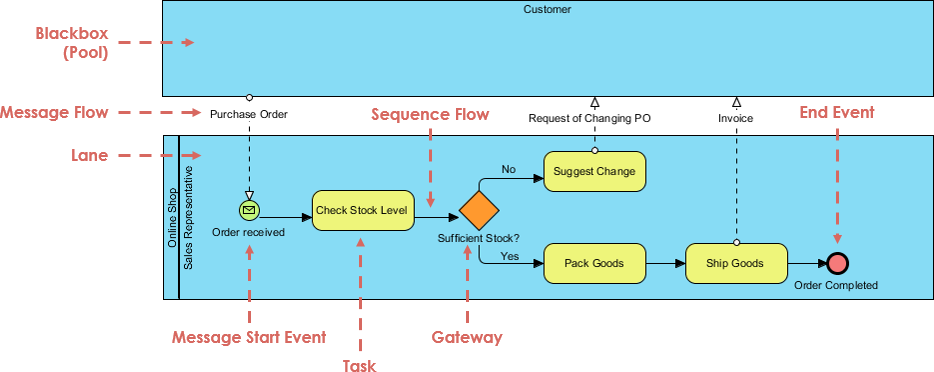 Customer
Blackbox
(Pool)
Message Flow
Purchase Order
Sequence Flow
Request of Changing PO
Invoice
End Event
Lane
Online Shop
Sales Representative
No
Suggest Change
Check Stock Level
Order received
Sufficient Stock?
Yes
Pack Goods
Ship Goods
Order Completed
Message Start Event
Gateway
Task